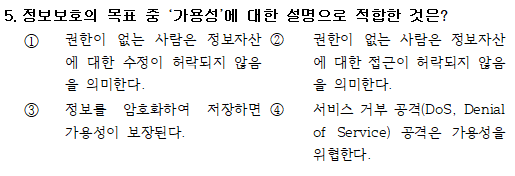 5. 정보보호의 목표 중 ‘가용성’에 대한 설명으로 적합한 것은?
① 권한이 없는 사람은 정보자산
에 대한 수정이 허락되지 않음
을 의미한다.
② 권한이 없는 사람은 정보자산
에 대한 접근이 허락되지 않음
을 의미한다.
③ 정보를 암호화하여 저장하면
가용성이 보장된다.
④ 서비스 거부 공격(DoS, Denial
of Service) 공격은 가용성을
위협한다.